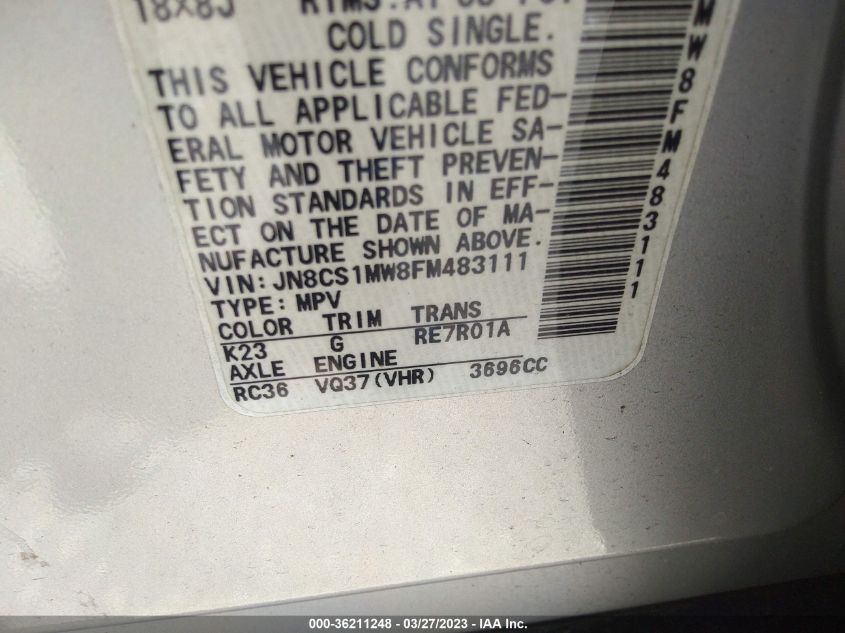 18X8J
COLD SINGLE.
THIS VEHICLE CONFORMS
TO ALL APPLICABLE FED-
ERAL MOTOR VEHICLE SA-
FETY AND THEFT PREVEN-
TION STANDARDS IN EFF-
ECT ON THE DATE OF MA-
NUFACTURE SHOWN ABOVE.
VIN:JN8CS1MW8FM483111
TYPE:MPV
COLOR TRIM TRANS
K23 G RE7R01A
AXLE ENGINE
RC36 VQ37(VHR) 3696CC
MW8FM483111
000-36211248 - 03/27/2023 - IAA Inc.